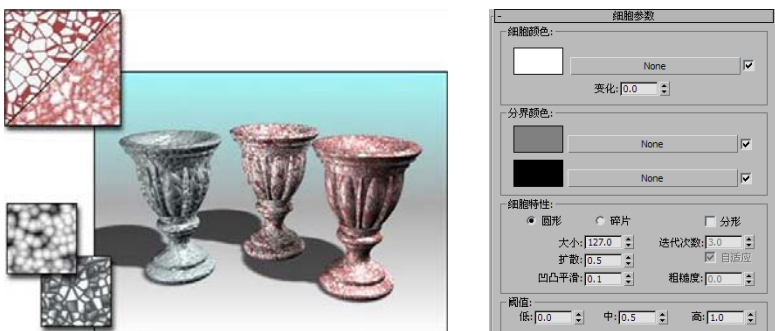 - 细胞参数
细胞颜色:
None
变化: 0.0
分界颜色:
None
None
细胞特性:
圆形 碎片 分形
大小: 127.0 迭代次数: 3.0
扩散: 0.5 自适应
凹凸平滑: 0.1 粗糙度: 0.0
阈值:
低: 0.0 中: 0.5 高: 1.0